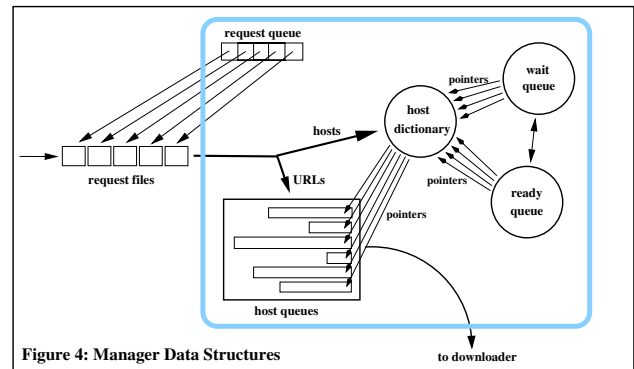 request queue
wait
queue
pointers
host
dictionary
hosts
request files
URLs
pointers
pointers
ready
queue
host queues
Figure 4: Manager Data Structures
to downloader